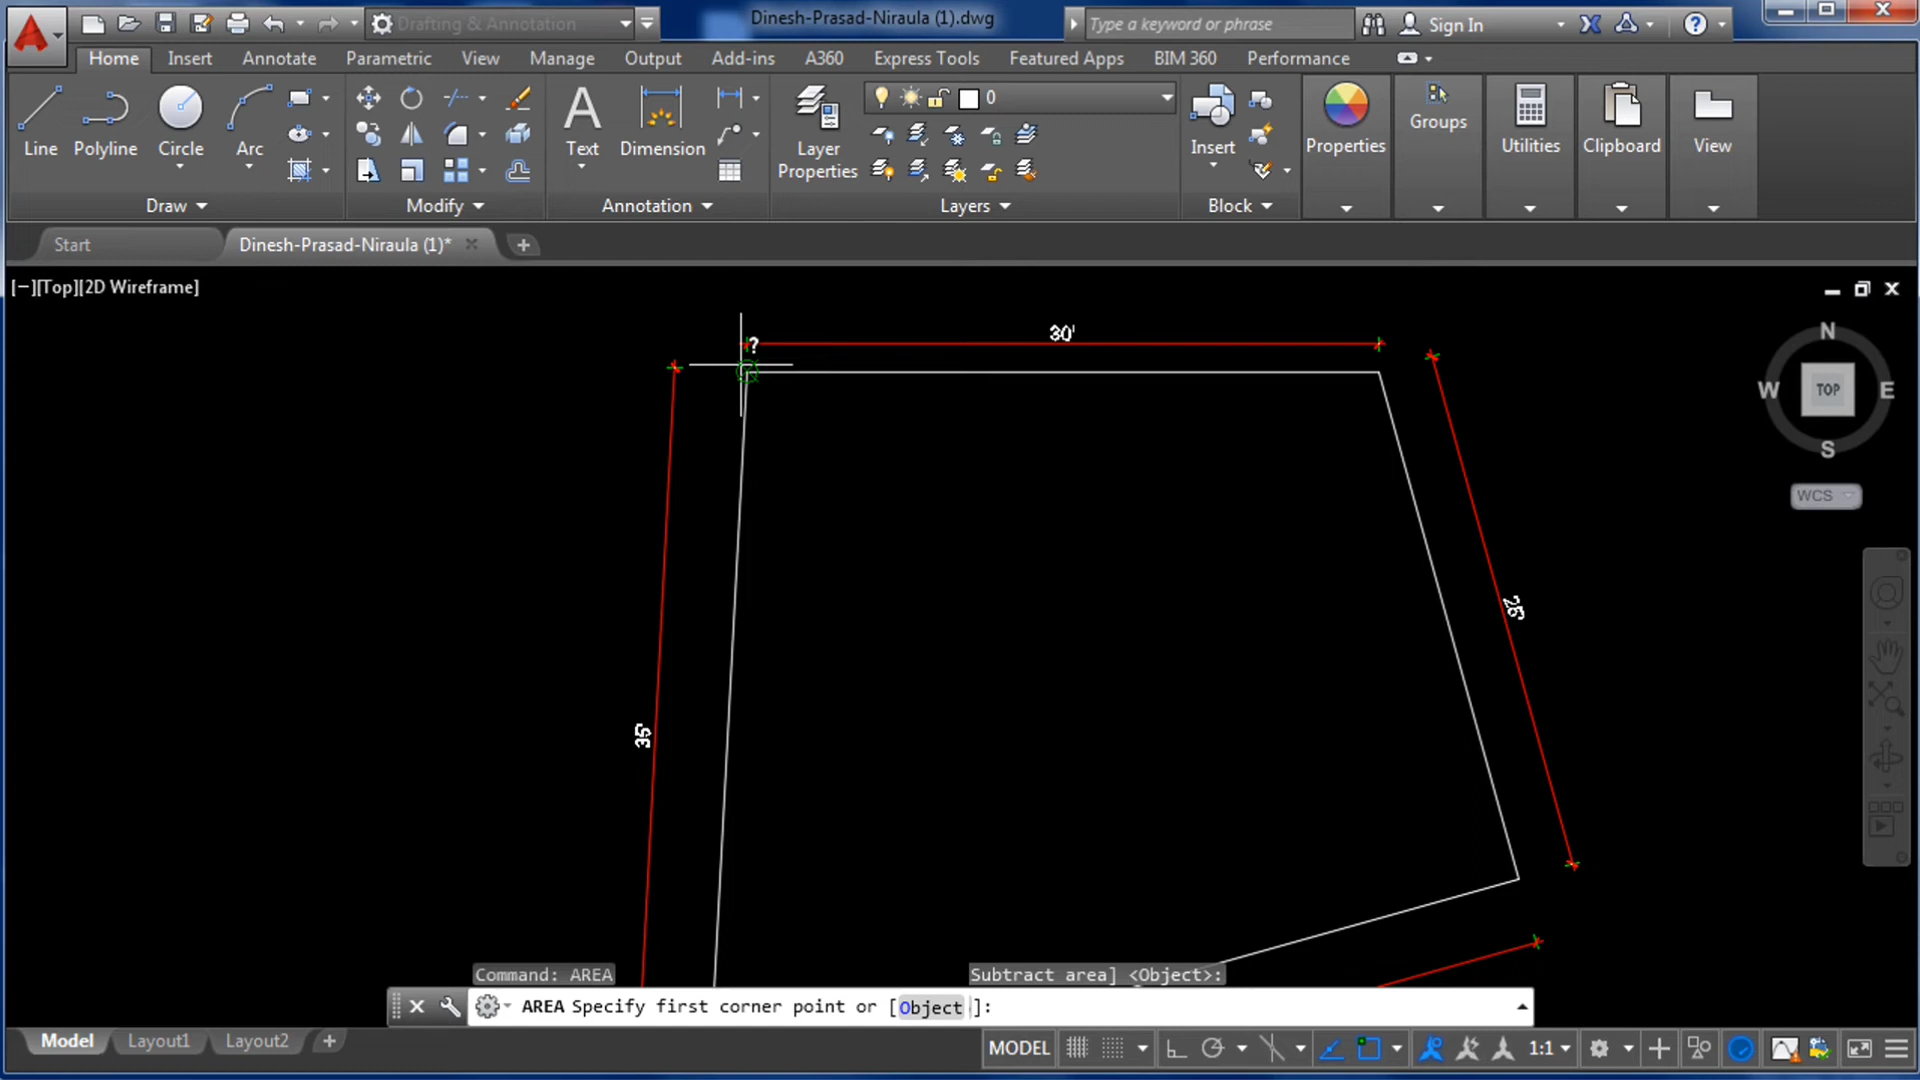 Drafting & Annotation
Dinesh-Prasad-Niraula (1).dwg
Type a keyword or phrase
Sign In
Home Insert Annotate Parametric View Manage Output Add-ins A360 Express Tools Featured Apps BIM 360 Performance
0
Line Polyline Circle Arc
Text Dimension
Layer Properties
Insert
Properties
Groups
Utilities
Clipboard
View
Draw Modify Annotation Layers Block
Start
Dinesh-Prasad-Niraula (1)*
[−][Top][2D Wireframe]
N
W TOP E
S
WCS
30'
?
25'
35'
Command: AREA
Subtract area] <Object>:
AREA Specify first corner point or [Object]:
Model Layout1 Layout2
MODEL
1:1